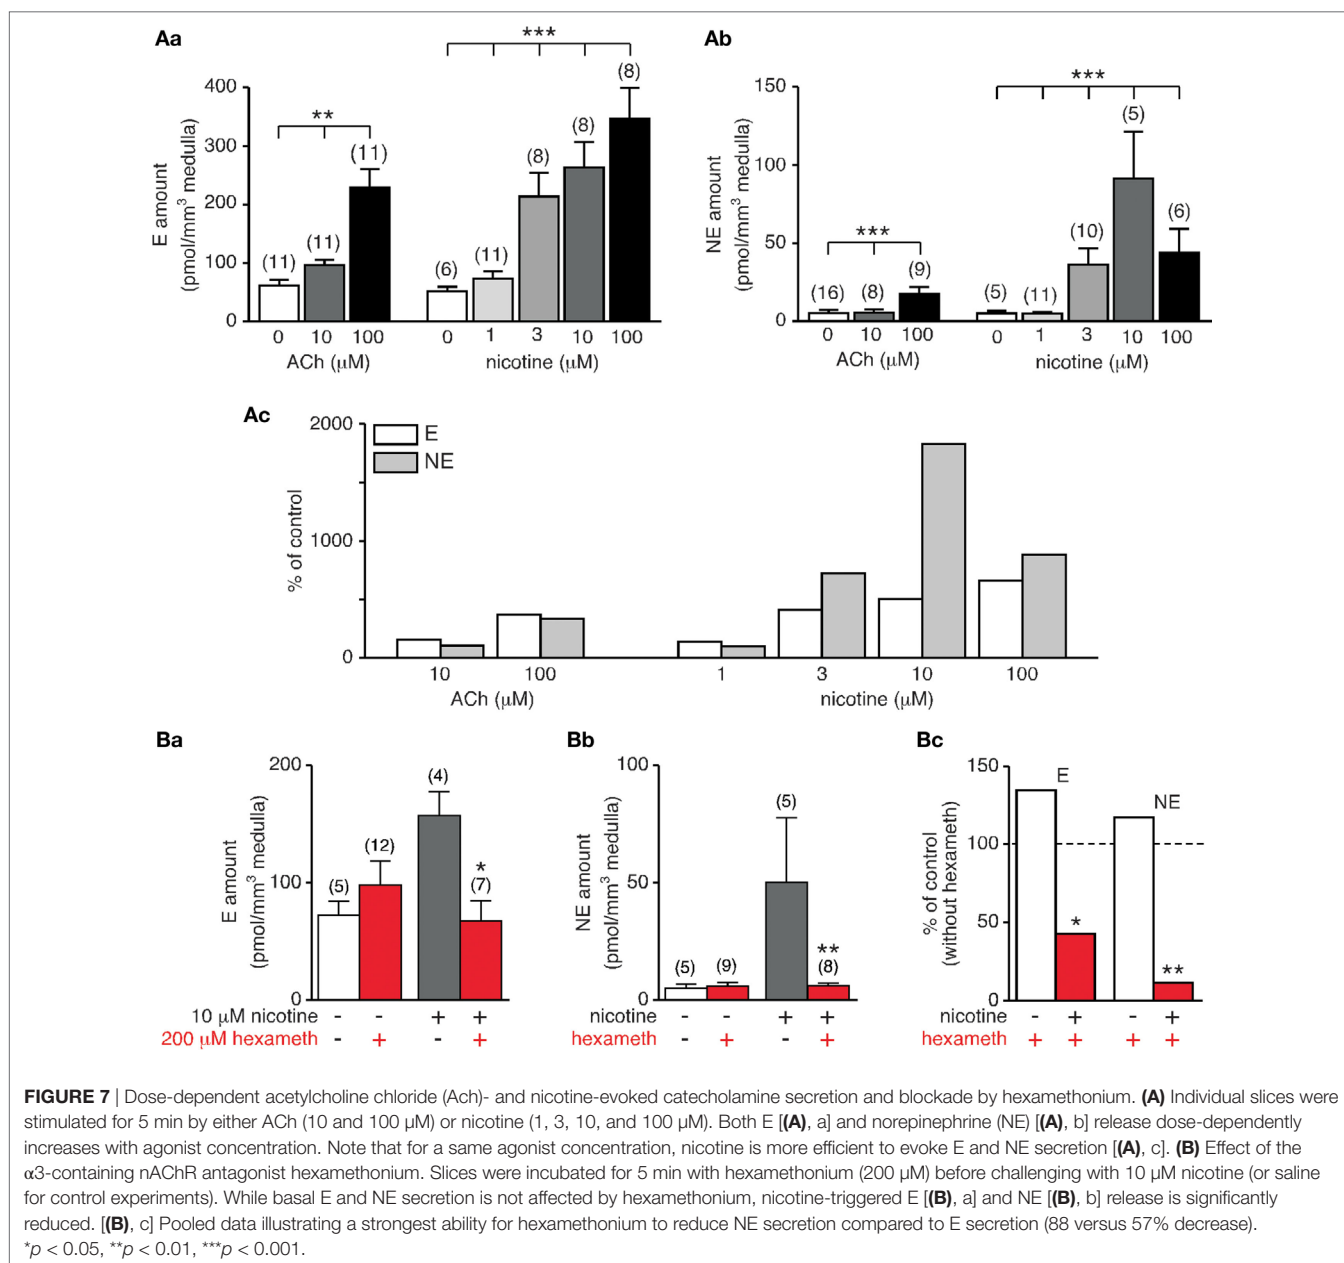 Aa
***
(8)
400
**
(8)
300
(11)
(8)
E amount
(pmol/mm³ medulla)
200
(11)
(11)
100
(11)
(6)
0
0 10 100 0 1 3 10 100
ACh (μM) nicotine (μM)
Ab
***
150
(5)
NE amount
(pmol/mm³ medulla)
100
(6)
***
(10)
50
(9)
(16) (8) (5) (11)
0
0 10 100 0 1 3 10 100
ACh (μM) nicotine (μM)
Ac
2000
E
NE
% of control
1000
0
10 100 1 3 10 100
ACh (μM) nicotine (μM)
Ba
200
(4)
E amount
(pmol/mm³ medulla)
(12)
*
(5) (7)
100
0
10 μM nicotine - - + +
200 μM hexameth - + - +
Bb
100
(5)
NE amount
(pmol/mm³ medulla)
50
**
(5) (9) (8)
0
nicotine - - + +
hexameth - + - +
Bc
150
E
NE
% of control
(without hexameth)
100
50
*
**
0
nicotine - + - +
hexameth + + + +
FIGURE 7 | Dose-dependent acetylcholine chloride (Ach)- and nicotine-evoked catecholamine secretion and blockade by hexamethonium. (A) Individual slices were
stimulated for 5 min by either ACh (10 and 100 μM) or nicotine (1, 3, 10, and 100 μM). Both E [(A), a] and norepinephrine (NE) [(A), b] release dose-dependently
increases with agonist concentration. Note that for a same agonist concentration, nicotine is more efficient to evoke E and NE secretion [(A), c]. (B) Effect of the
α3-containing nAChR antagonist hexamethonium. Slices were incubated for 5 min with hexamethonium (200 μM) before challenging with 10 μM nicotine (or saline
for control experiments). While basal E and NE secretion is not affected by hexamethonium, nicotine-triggered E [(B), a] and NE [(B), b] release is significantly
reduced. [(B), c] Pooled data illustrating a strongest ability for hexamethonium to reduce NE secretion compared to E secretion (88 versus 57% decrease).
*p < 0.05, **p < 0.01, ***p < 0.001.